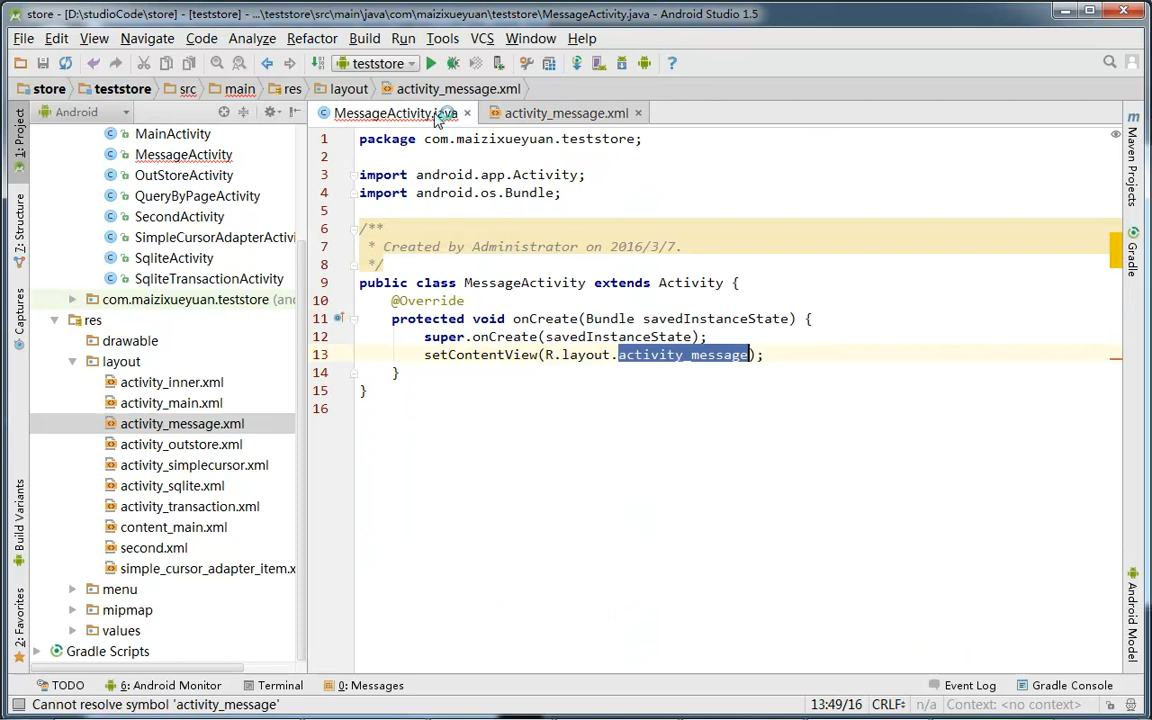 store - [D:\studioCode\store] - [teststore] - ...\teststore\src\main\java\com\maizixueyuan\teststore\MessageActivity.java - Android Studio 1.5
File Edit View Navigate Code Analyze Refactor Build Run Tools VCS Window Help
teststore
store teststore src main res layout activity_message.xml
Android
MessageActivity.java
activity_message.xml
1: Project
7: Structure
Captures
Build Variants
2: Favorites
MainActivity
MessageActivity
OutStoreActivity
QueryByPageActivity
SecondActivity
SimpleCursorAdapterActivi
SqliteActivity
SqliteTransactionActivity
com.maizixueyuan.teststore (an
res
drawable
layout
activity_inner.xml
activity_main.xml
activity_message.xml
activity_outstore.xml
activity_simplecursor.xml
activity_sqlite.xml
activity_transaction.xml
content_main.xml
second.xml
simple_cursor_adapter_item.x
menu
mipmap
values
Gradle Scripts
1 package com.maizixueyuan.teststore;
2
3 import android.app.Activity;
4 import android.os.Bundle;
5
6 /**
7 * Created by Administrator on 2016/3/7.
8 */
9 public class MessageActivity extends Activity {
10 @Override
11 protected void onCreate(Bundle savedInstanceState) {
12 super.onCreate(savedInstanceState);
13 setContentView(R.layout.activity_message);
14 }
15 }
16
m Maven Projects
Gradle
Android Model
TODO 6: Android Monitor Terminal 0: Messages Event Log Gradle Console
Cannot resolve symbol 'activity_message' 13:49/16 CRLF÷ n/a Context: <no context>